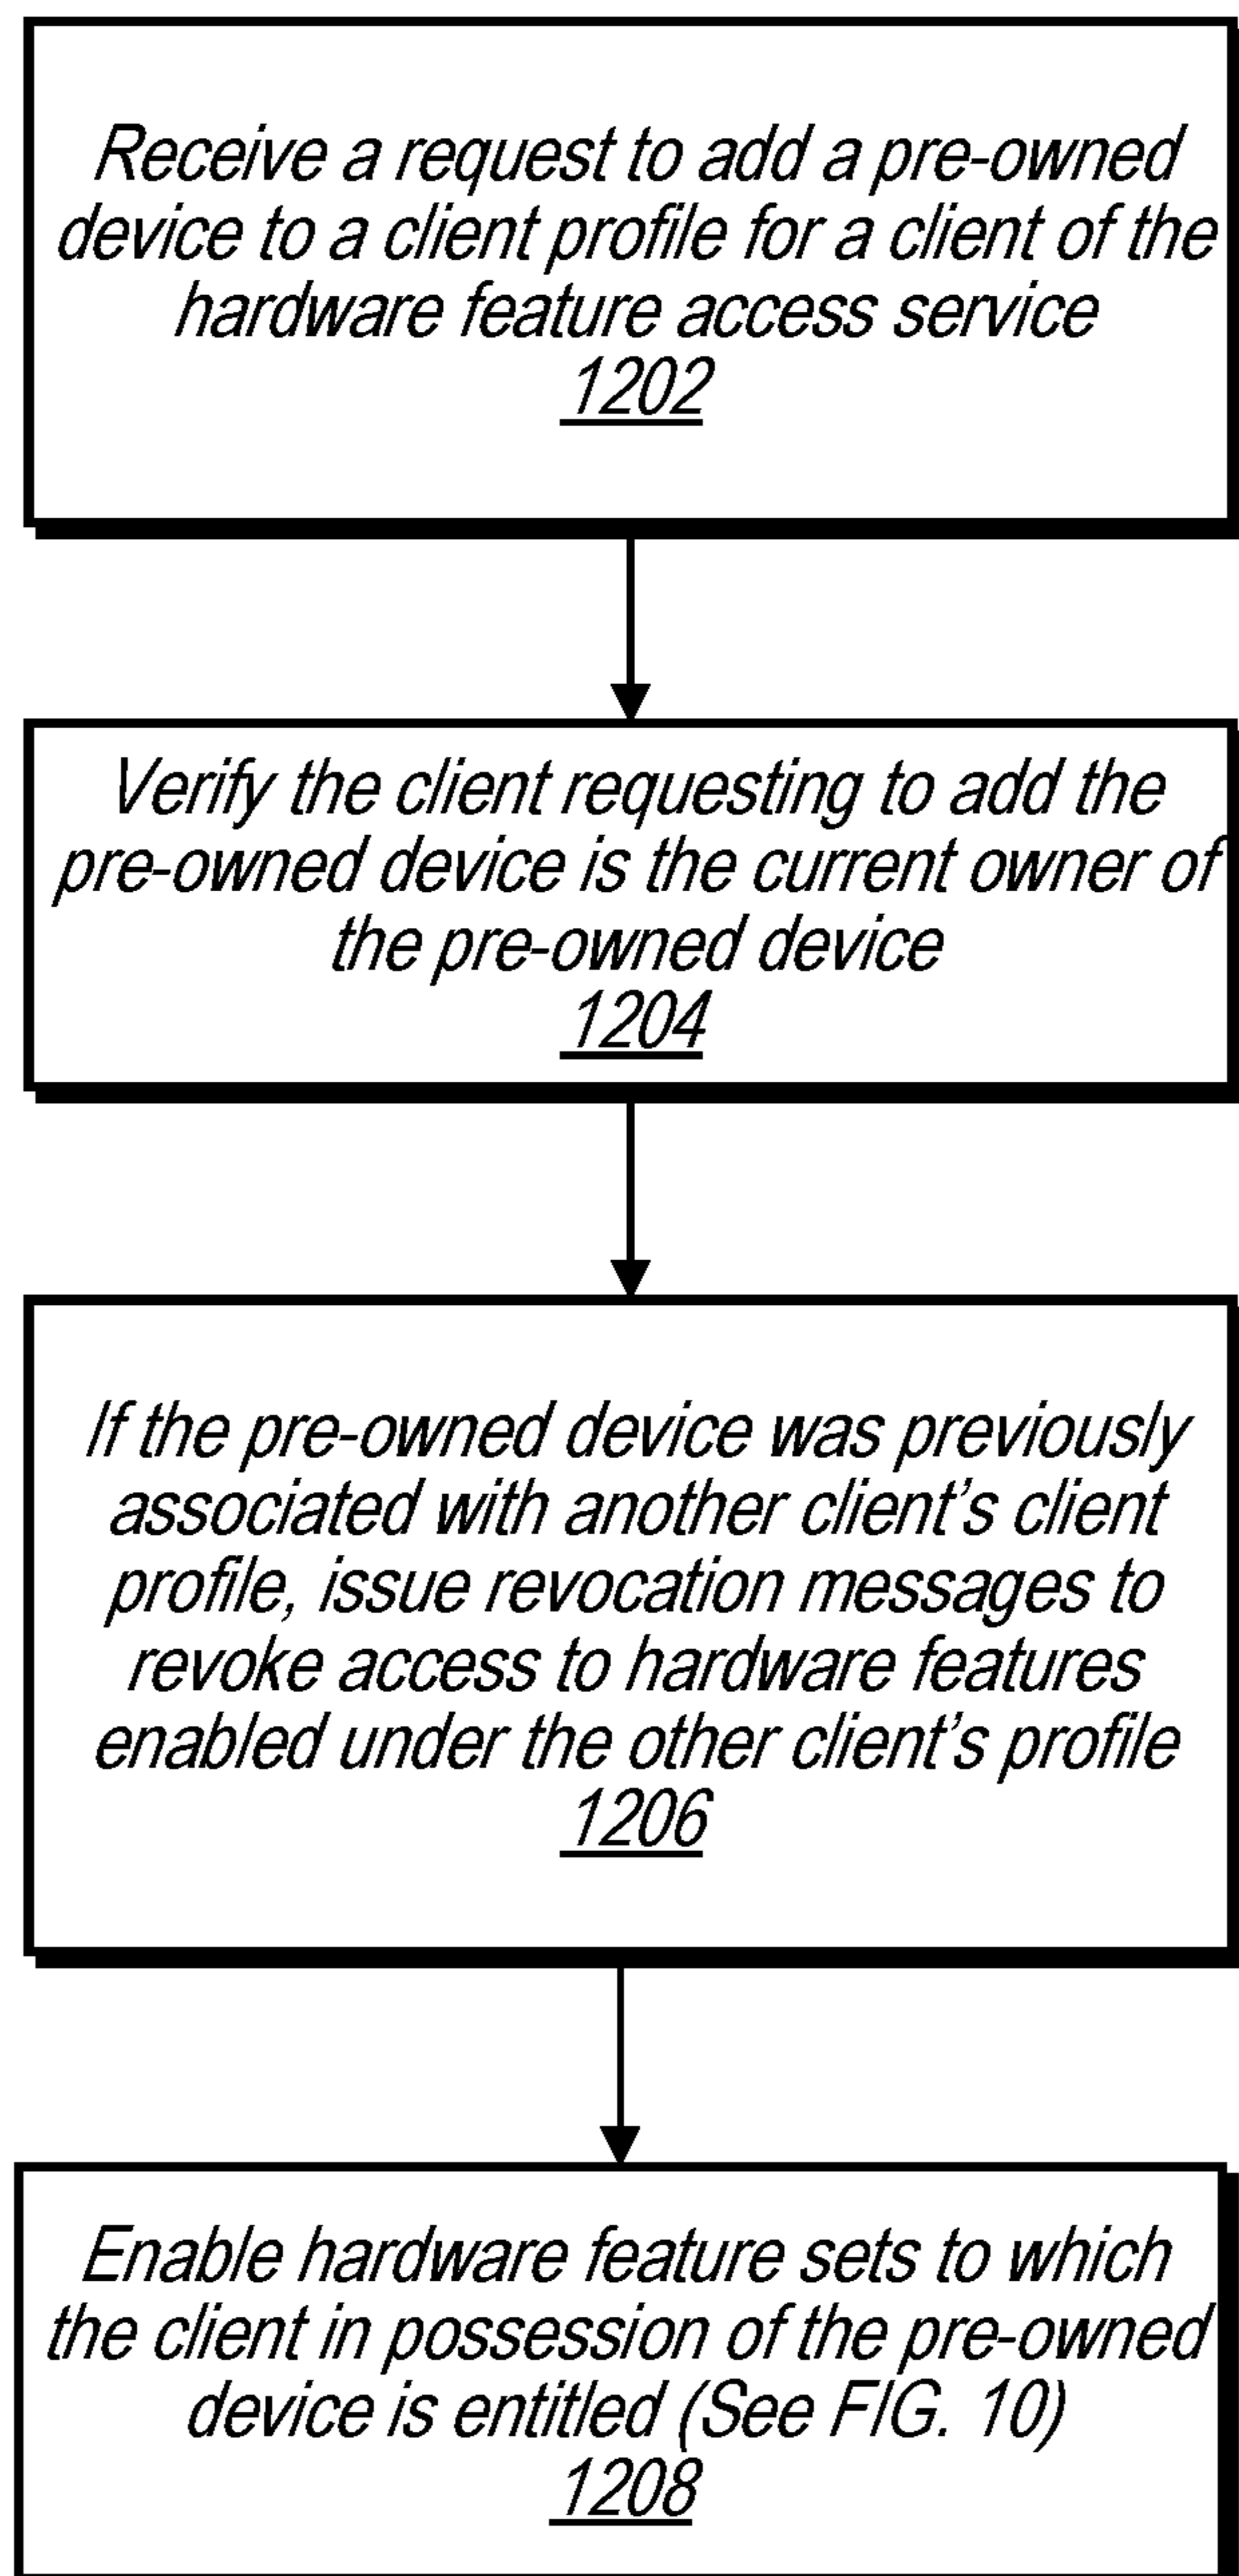 Receive a request to add a pre-owned
device to a client profile for a client of the
hardware feature access service
1202
Verify the client requesting to add the
pre-owned device is the current owner of
the pre-owned device
1204
If the pre-owned device was previously
associated with another client's client
profile, issue revocation messages to
revoke access to hardware features
enabled under the other client's profile
1206
Enable hardware feature sets to which
the client in possession of the pre-owned
device is entitled (See FIG. 10)
1208